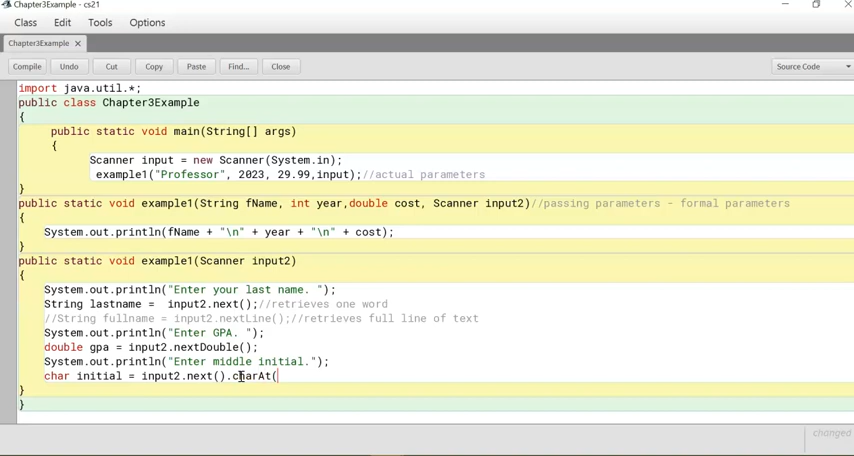 Chapter3Example - cs21
Class Edit Tools Options
Chapter3Example ×
Compile Undo Cut Copy Paste Find... Close Source Code
import java.util.*;
public class Chapter3Example
{
public static void main(String[] args)
{
Scanner input = new Scanner(System.in);
example1("Professor", 2023, 29.99,input);//actual parameters
}
public static void example1(String fName, int year,double cost, Scanner input2)//passing parameters - formal parameters
{
System.out.println(fName + "\n" + year + "\n" + cost);
}
public static void example1(Scanner input2)
{
System.out.println("Enter your last name. ");
String lastname =  input2.next();//retrieves one word
//String fullname = input2.nextLine();//retrieves full line of text
System.out.println("Enter GPA. ");
double gpa = input2.nextDouble();
System.out.println("Enter middle initial.");
char initial = input2.next().charAt(
}
}
changed